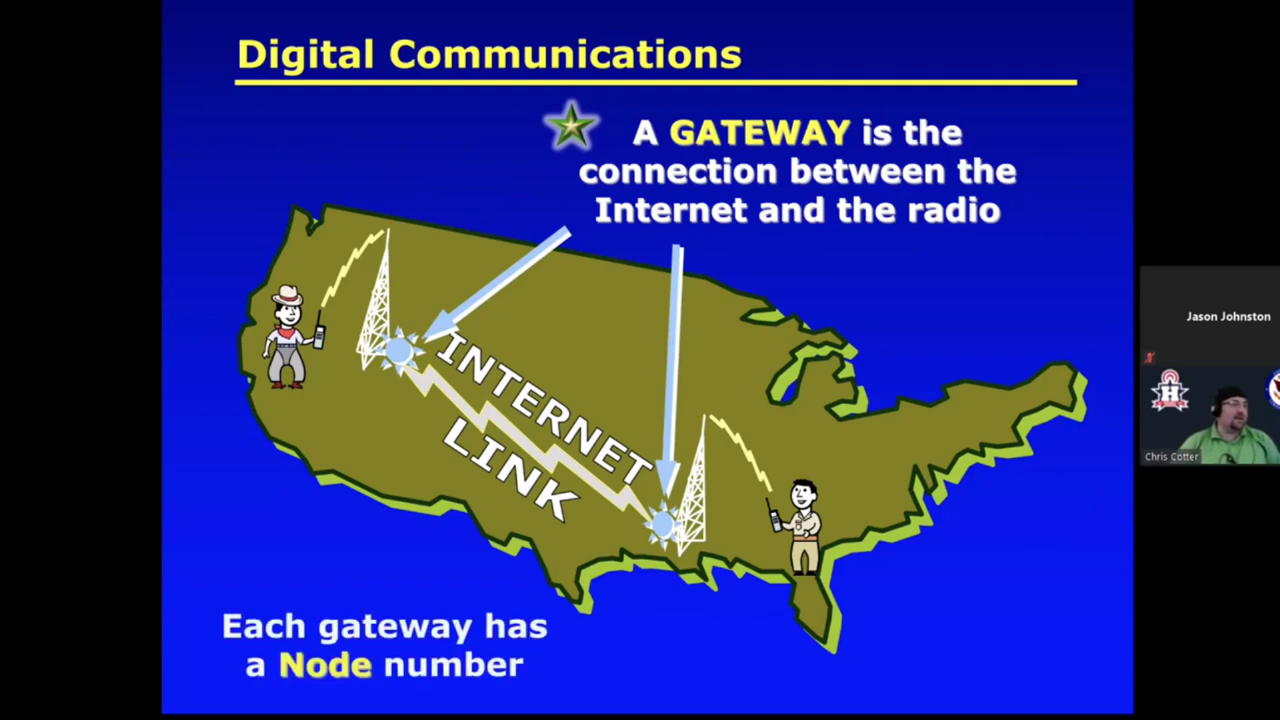 Digital Communications
A GATEWAY is the
connection between the
Internet and the radio
INTERNET
LINK
Each gateway has
a Node number
Jason Johnston
H
Chris Cotter